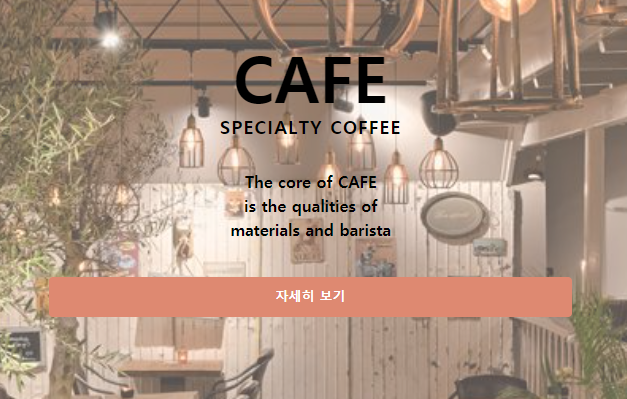 CAFE
SPECIALTY COFFEE
The core of CAFE
is the qualities of
materials and barista
자세히 보기